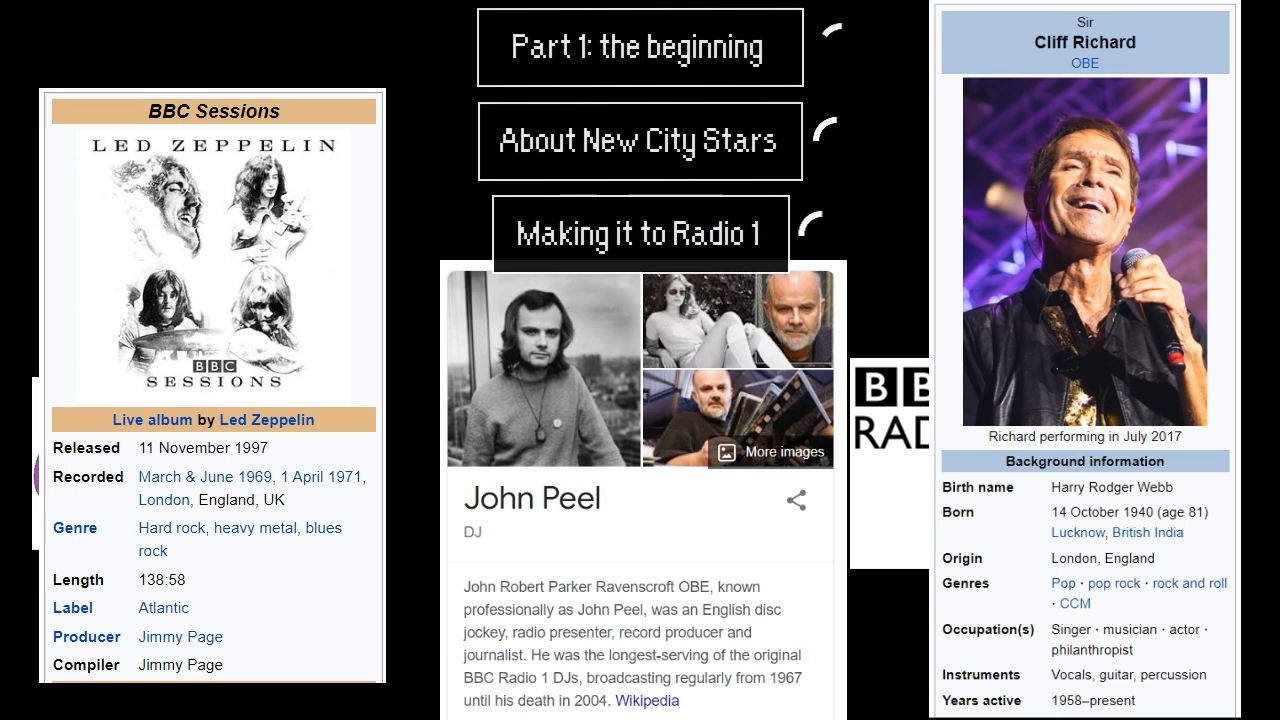 BBC Sessions
LED ZEPPELIN
BBC
SESSIONS
Live album by Led Zeppelin
Released 11 November 1997
Recorded March & June 1969, 1 April 1971,
London, England, UK
Genre Hard rock, heavy metal, blues
rock
Length 138:58
Label Atlantic
Producer Jimmy Page
Compiler Jimmy Page
Part 1: the beginning
About New City Stars
Making it to Radio 1
More images
John Peel
DJ
John Robert Parker Ravenscroft OBE, known
professionally as John Peel, was an English disc
jockey, radio presenter, record producer and
journalist. He was the longest-serving of the original
BBC Radio 1 DJs, broadcasting regularly from 1967
until his death in 2004. Wikipedia
BB
RAD
Sir
Cliff Richard
OBE
Richard performing in July 2017
Background information
Birth name Harry Rodger Webb
Born 14 October 1940 (age 81)
Lucknow, British India
Origin London, England
Genres Pop · pop rock · rock and roll
· CCM
Occupation(s) Singer · musician · actor ·
philanthropist
Instruments Vocals, guitar, percussion
Years active 1958–present